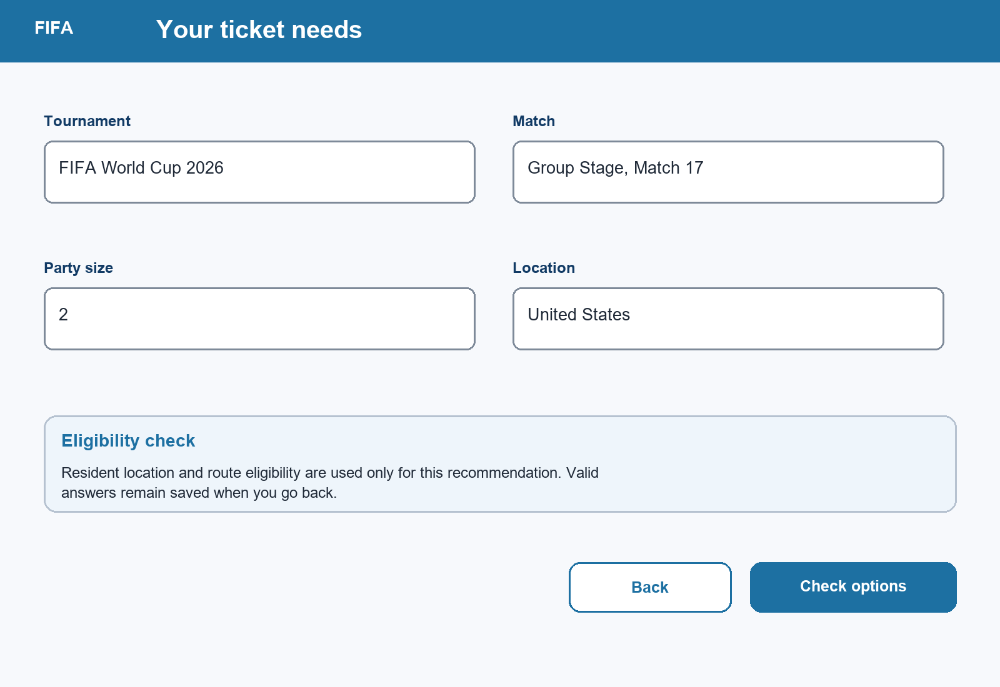 FIFA
Your ticket needs
Tournament
Match
FIFA World Cup 2026
Group Stage, Match 17
Party size
Location
2
United States
Eligibility check
Resident location and route eligibility are used only for this recommendation. Valid
answers remain saved when you go back.
Back
Check options